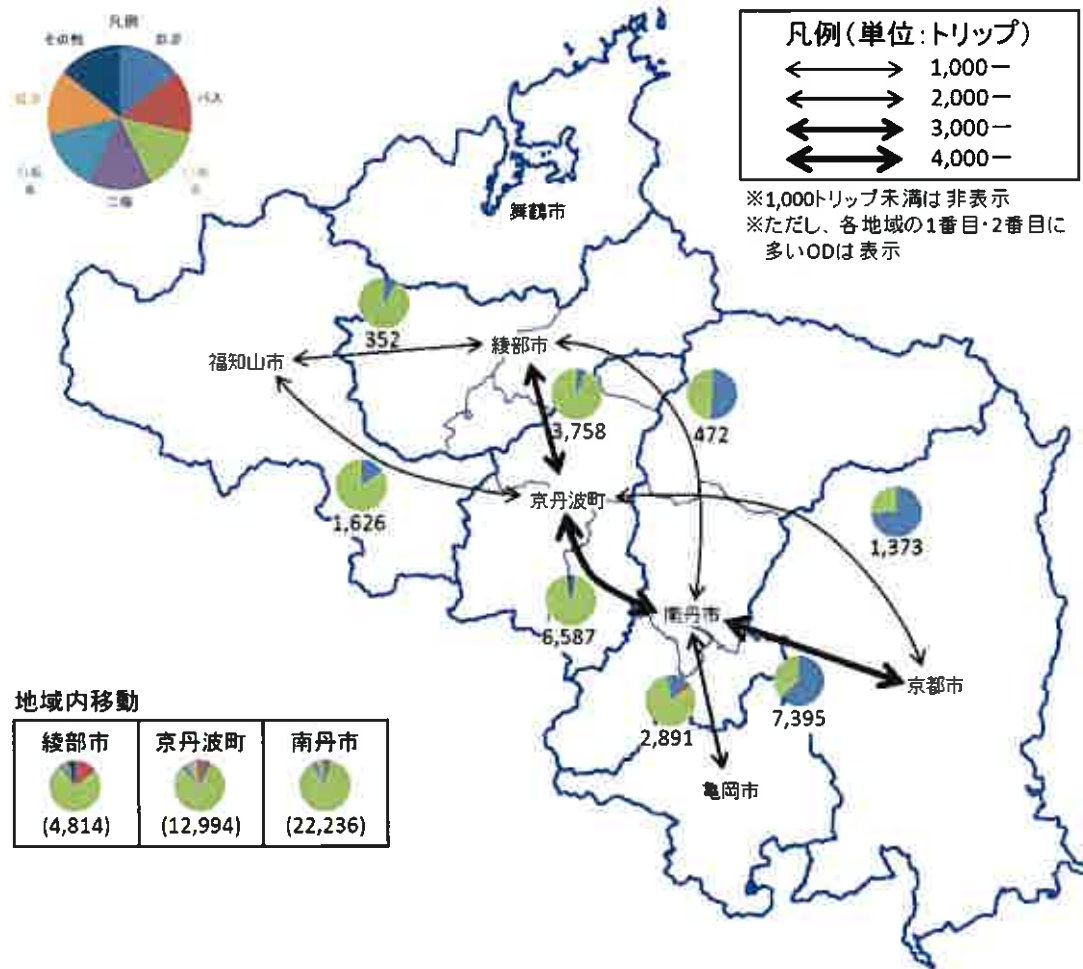 凡例
その他
鉄道
バス
二輪
凡例(単位:トリップ)
1,000ー
2,000ー
3,000ー
4,000ー
※1,000トリップ未満は非表示
※ただし、各地域の1番目・2番目に
多いODは表示
舞鶴市
352
綾部市
福知山市
3,758
472
京丹波町
1,626
1,373
6,587
南丹市
京都市
2,891
7,395
亀岡市
地域内移動
綾部市 京丹波町 南丹市
(4,814) (12,994) (22,236)